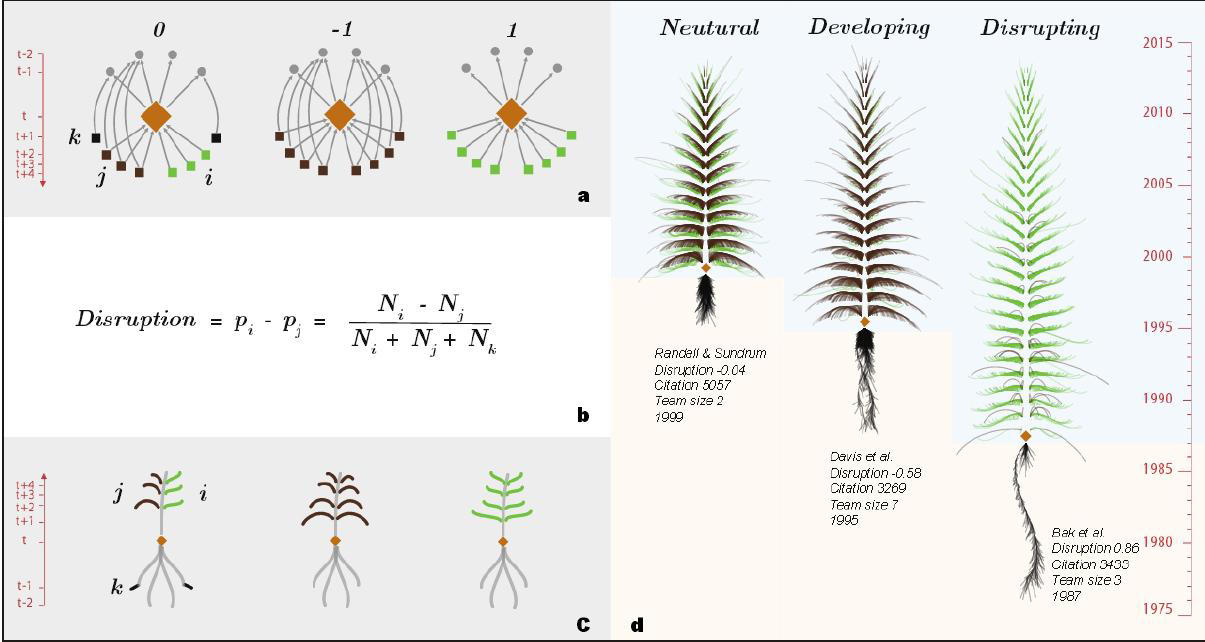 0
-1
1
t-2
t-1
t
t+1
t+2
t+3
t+4
k
j
i
a
Disruption = p_i - p_j = (N_i - N_j) / (N_i + N_j + N_k)
b
t+4
t+3
t+2
t+1
t
t-1
t-2
j
i
k
C
Neutural
Developing
Disrupting
Randall & Sundrum
Disruption -0.04
Citation 5057
Team size 2
1999
Davis et al.
Disruption -0.58
Citation 3269
Team size 7
1995
Bak et al.
Disruption 0.86
Citation 3433
Team size 3
1987
2015
2010
2005
2000
1995
1990
1985
1980
1975
d